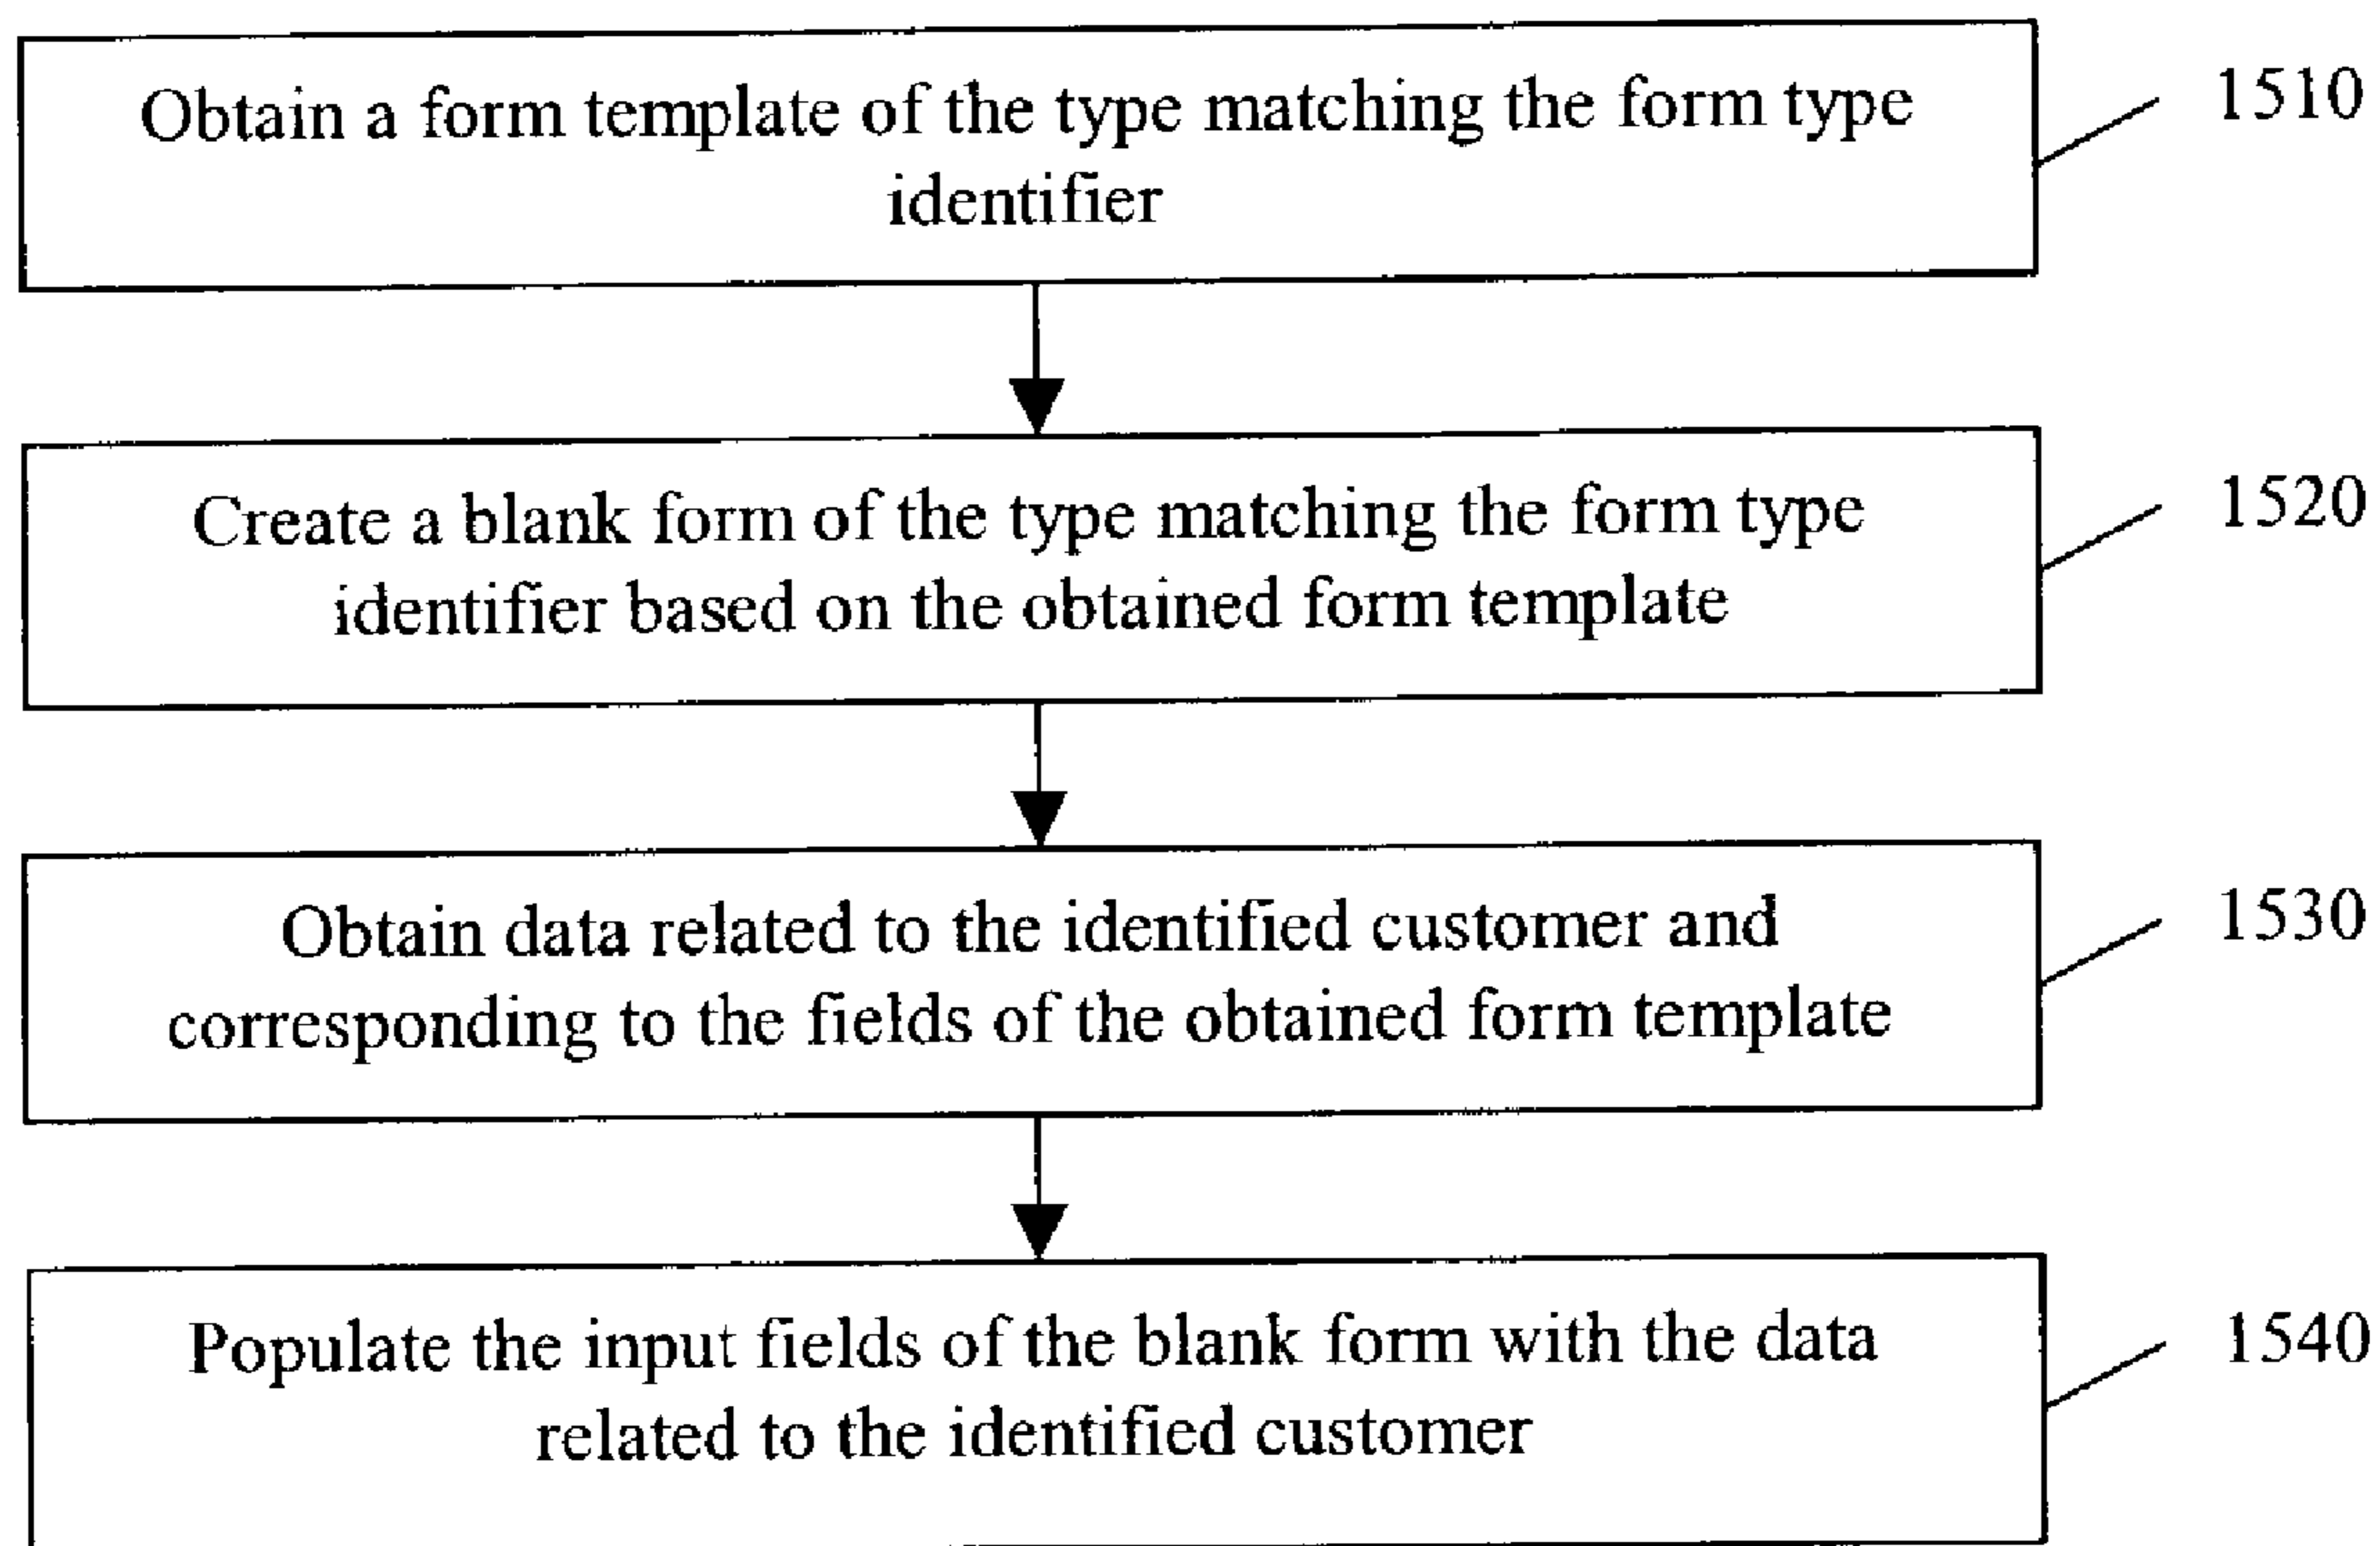 Obtain a form template of the type matching the form type
identifier
1510
Create a blank form of the type matching the form type
identifier based on the obtained form template
1520
Obtain data related to the identified customer and
corresponding to the fields of the obtained form template
1530
Populate the input fields of the blank form with the data
related to the identified customer
1540